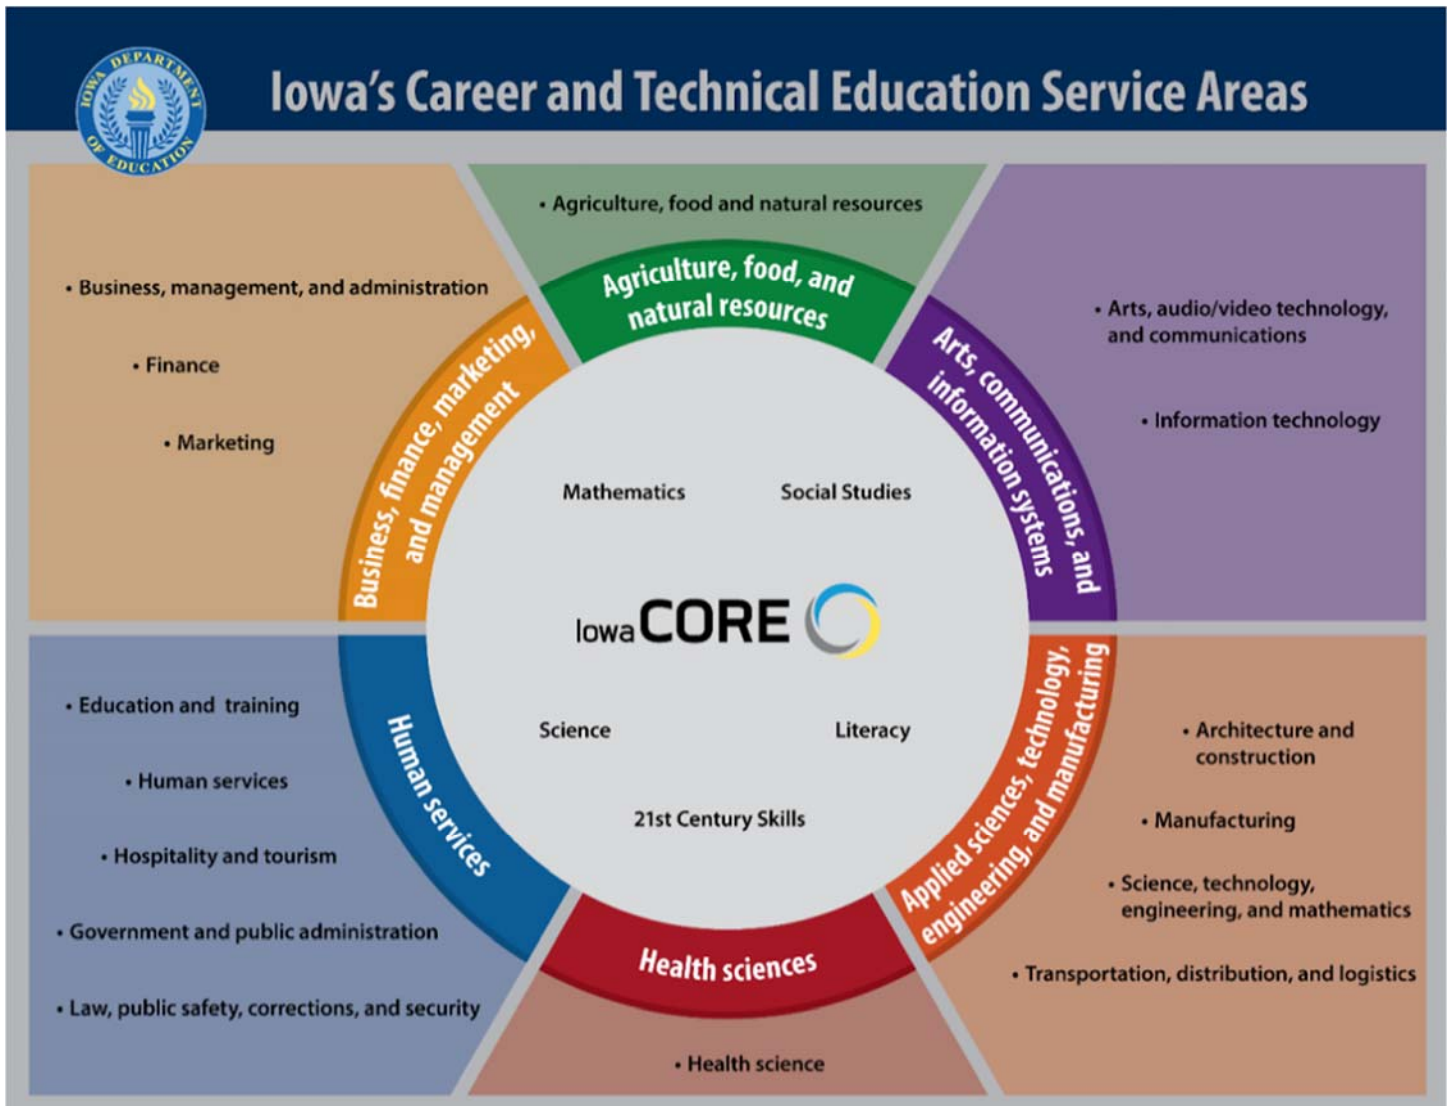 IOWA DEPARTMENT
OF EDUCATION
Iowa's Career and Technical Education Service Areas
• Agriculture, food and natural resources
Agriculture, food, and
natural resources
• Business, management, and administration
• Finance
• Marketing
Business, finance, marketing,
and management
• Arts, audio/video technology,
and communications
• Information technology
Arts, communications, and
information systems
Mathematics
Social Studies
Iowa CORE
Science
Literacy
21st Century Skills
• Education and training
• Human services
• Hospitality and tourism
• Government and public administration
• Law, public safety, corrections, and security
Human services
Applied sciences, technology,
engineering, and manufacturing
• Architecture and
construction
• Manufacturing
• Science, technology,
engineering, and mathematics
• Transportation, distribution, and logistics
Health sciences
• Health science